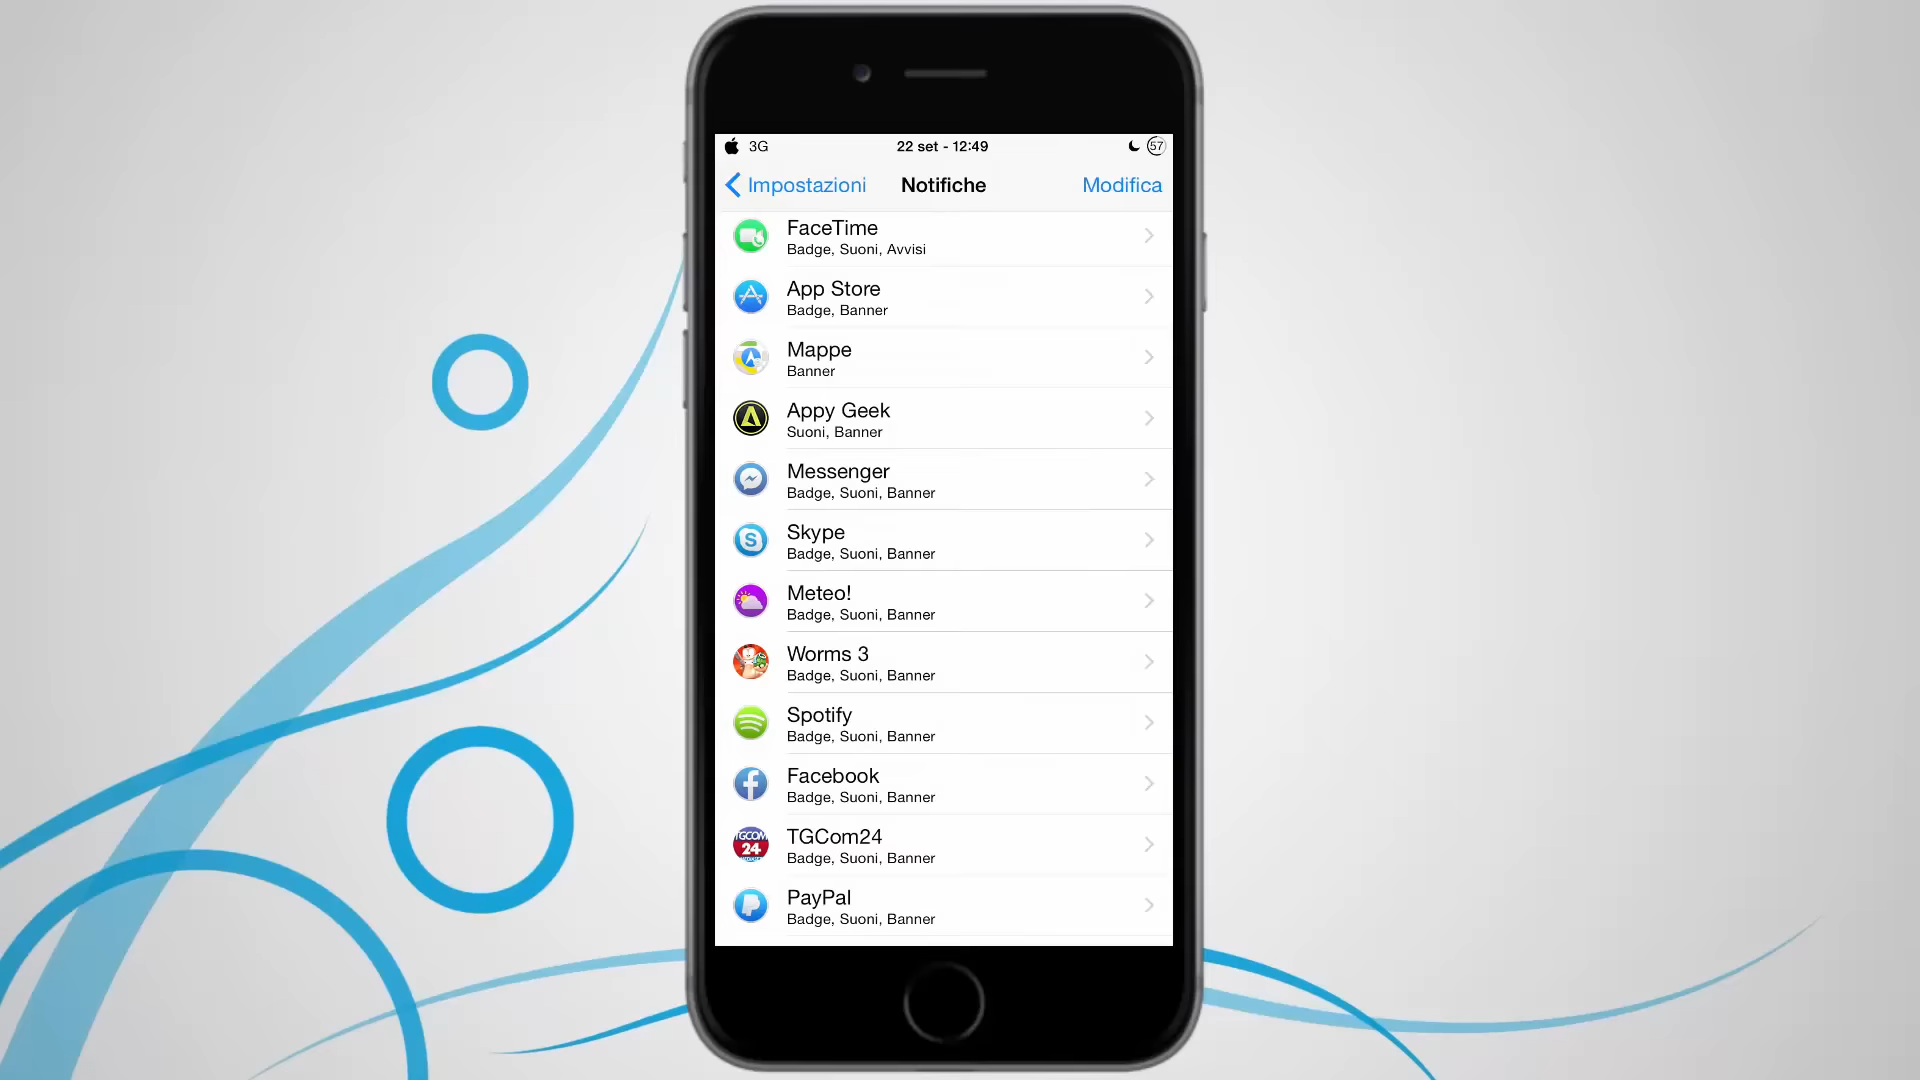 3G 22 set - 12:49 57
Impostazioni Notifiche Modifica
FaceTime
Badge, Suoni, Avvisi
App Store
Badge, Banner
Mappe
Banner
Appy Geek
Suoni, Banner
Messenger
Badge, Suoni, Banner
Skype
Badge, Suoni, Banner
Meteo!
Badge, Suoni, Banner
Worms 3
Badge, Suoni, Banner
Spotify
Badge, Suoni, Banner
Facebook
Badge, Suoni, Banner
TGCOM
24
TGCom24
Badge, Suoni, Banner
PayPal
Badge, Suoni, Banner